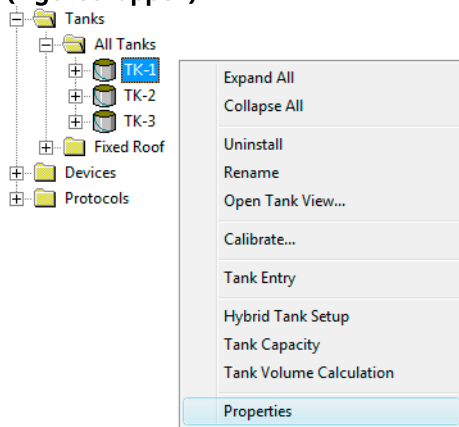 Tanks
All Tanks
TK-1
TK-2
TK-3
Fixed Roof
Devices
Protocols
Expand All
Collapse All
Uninstall
Rename
Open Tank View...
Calibrate...
Tank Entry
Hybrid Tank Setup
Tank Capacity
Tank Volume Calculation
Properties